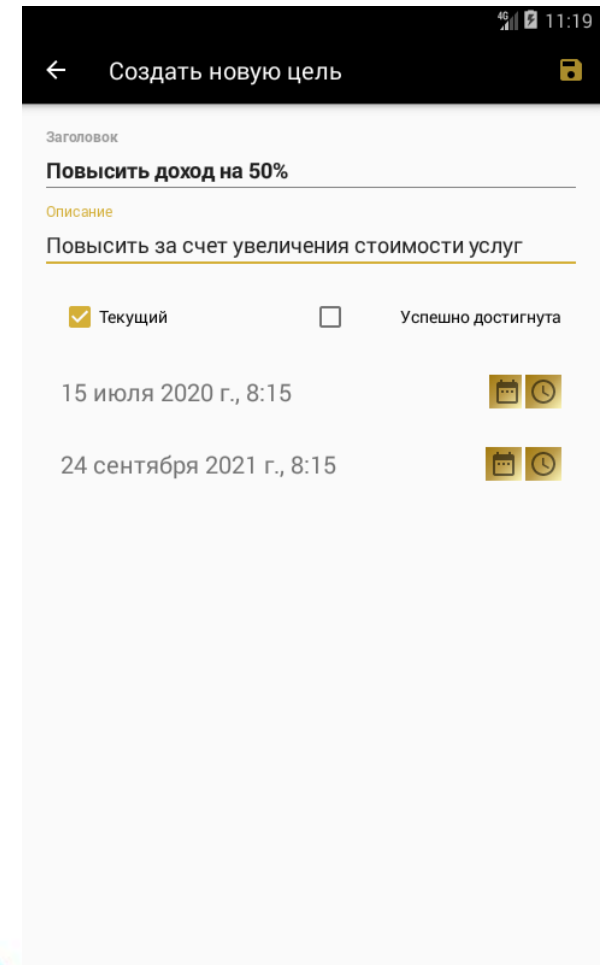 4G 11:19
Создать новую цель
Заголовок
Повысить доход на 50%
Описание
Повысить за счет увеличения стоимости услуг
Текущий Успешно достигнута
15 июля 2020 г., 8:15
24 сентября 2021 г., 8:15